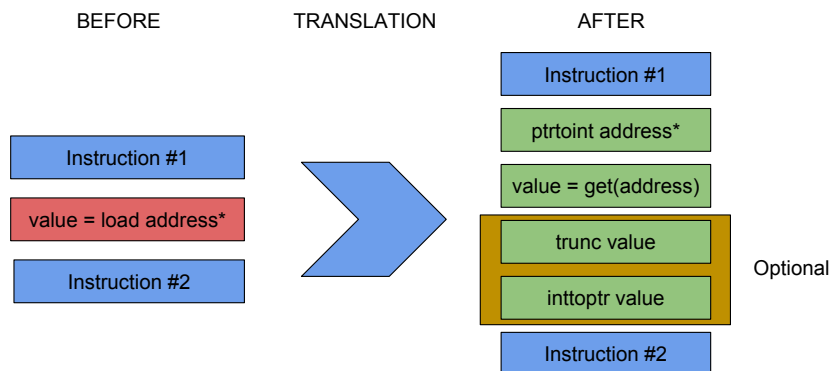 BEFORE
TRANSLATION
AFTER
Instruction #1
value = load address*
Instruction #2
Instruction #1
ptrtoint address*
value = get(address)
trunc value
inttoptr value
Optional
Instruction #2